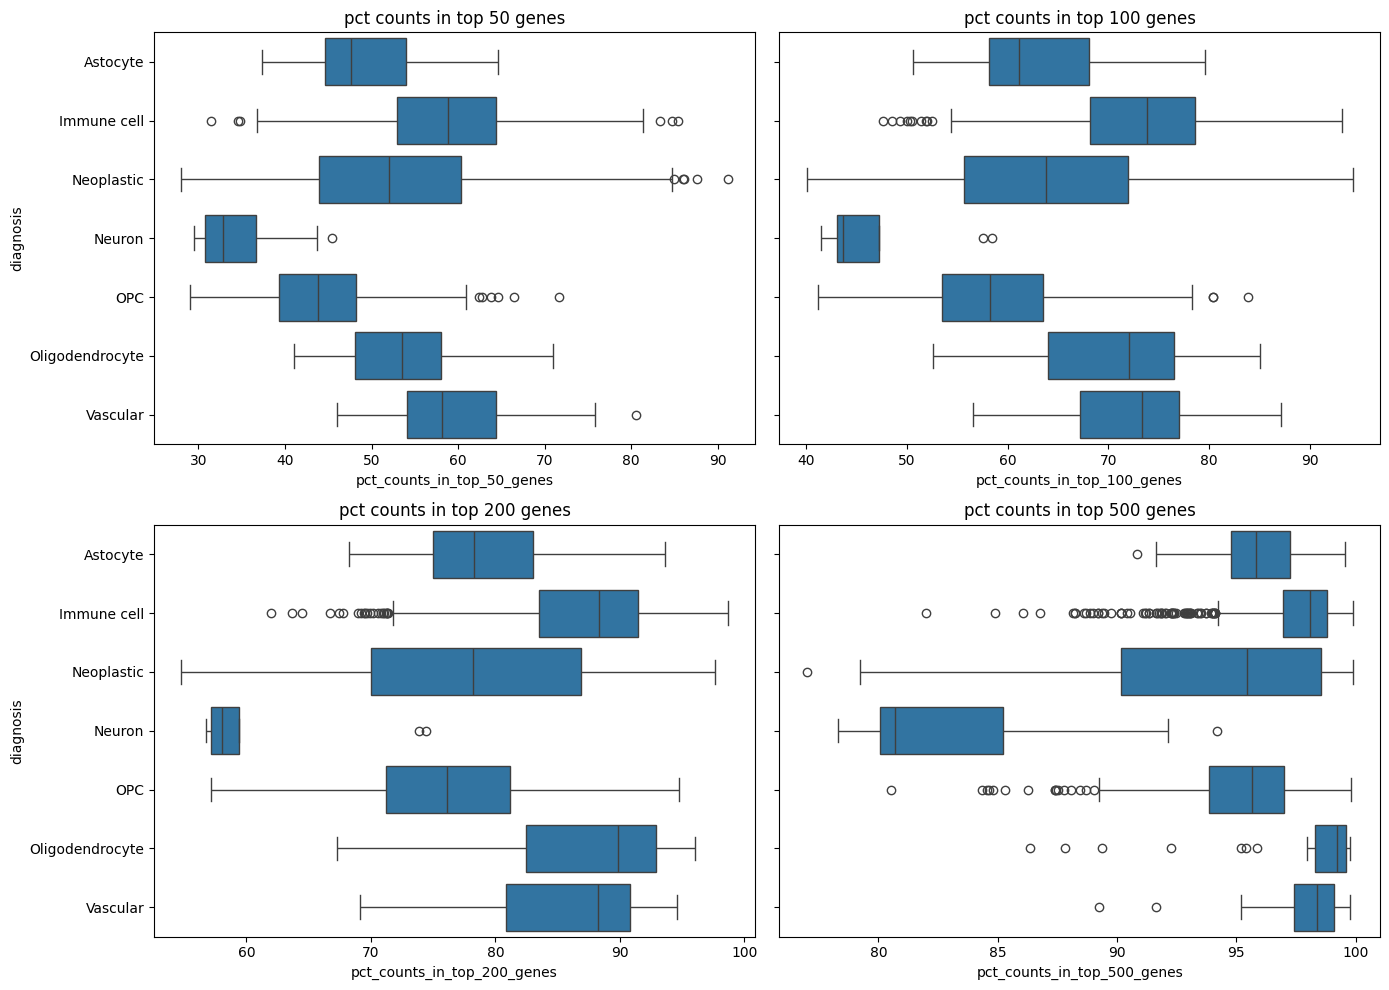 pct counts in top 50 genes
diagnosis
Astocyte
Immune cell
Neoplastic
Neuron
OPC
Oligodendrocyte
Vascular
30 40 50 60 70 80 90
pct_counts_in_top_50_genes
pct counts in top 100 genes
40 50 60 70 80 90
pct_counts_in_top_100_genes
pct counts in top 200 genes
diagnosis
Astocyte
Immune cell
Neoplastic
Neuron
OPC
Oligodendrocyte
Vascular
60 70 80 90 100
pct_counts_in_top_200_genes
pct counts in top 500 genes
80 85 90 95 100
pct_counts_in_top_500_genes